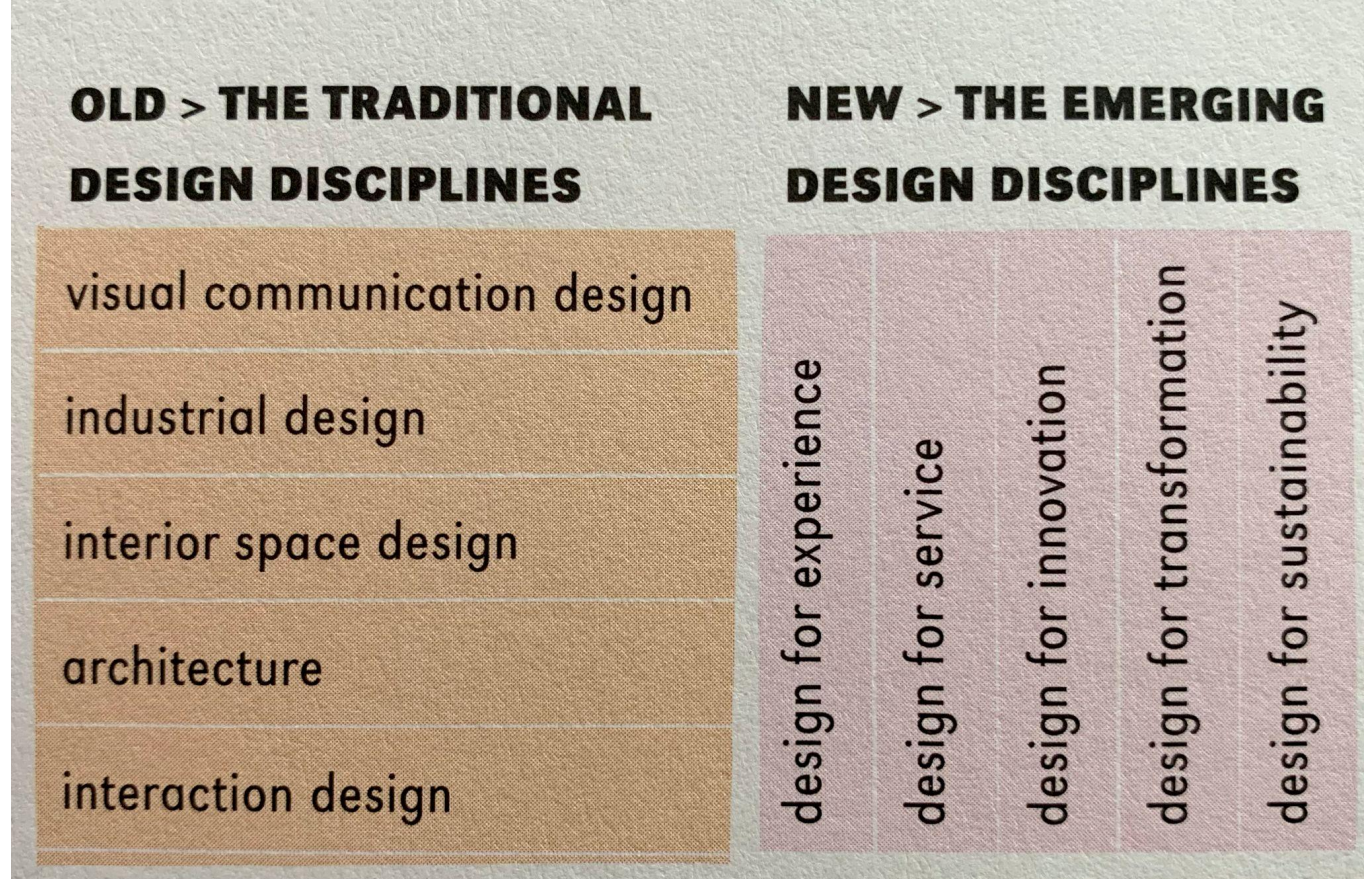 OLD > THE TRADITIONAL
DESIGN DISCIPLINES
visual communication design
industrial design
interior space design
architecture
interaction design
NEW > THE EMERGING
DESIGN DISCIPLINES
design for experience
design for service
design for innovation
design for transformation
design for sustainability